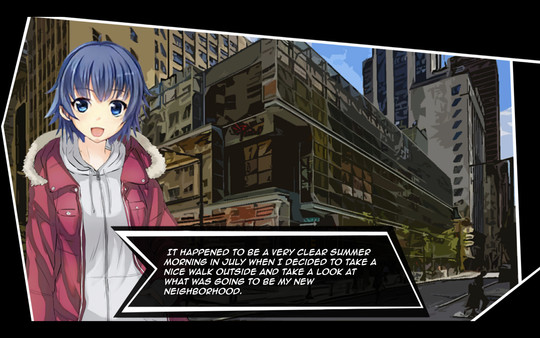 IT HAPPENED TO BE A VERY CLEAR SUMMER
MORNING IN JULY WHEN I DECIDED TO TAKE A
NICE WALK OUTSIDE AND TAKE A LOOK AT
WHAT WAS GOING TO BE MY NEW
NEIGHBORHOOD.